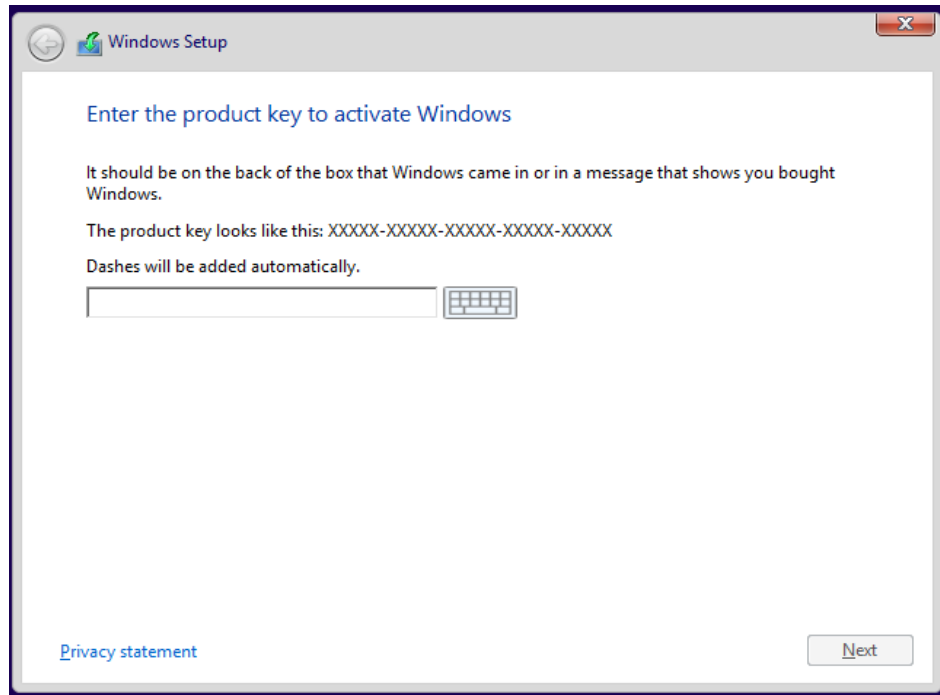 Windows Setup
Enter the product key to activate Windows
It should be on the back of the box that Windows came in or in a message that shows you bought
Windows.
The product key looks like this: XXXXX-XXXXX-XXXXX-XXXXX-XXXXX
Dashes will be added automatically.
Privacy statement
Next